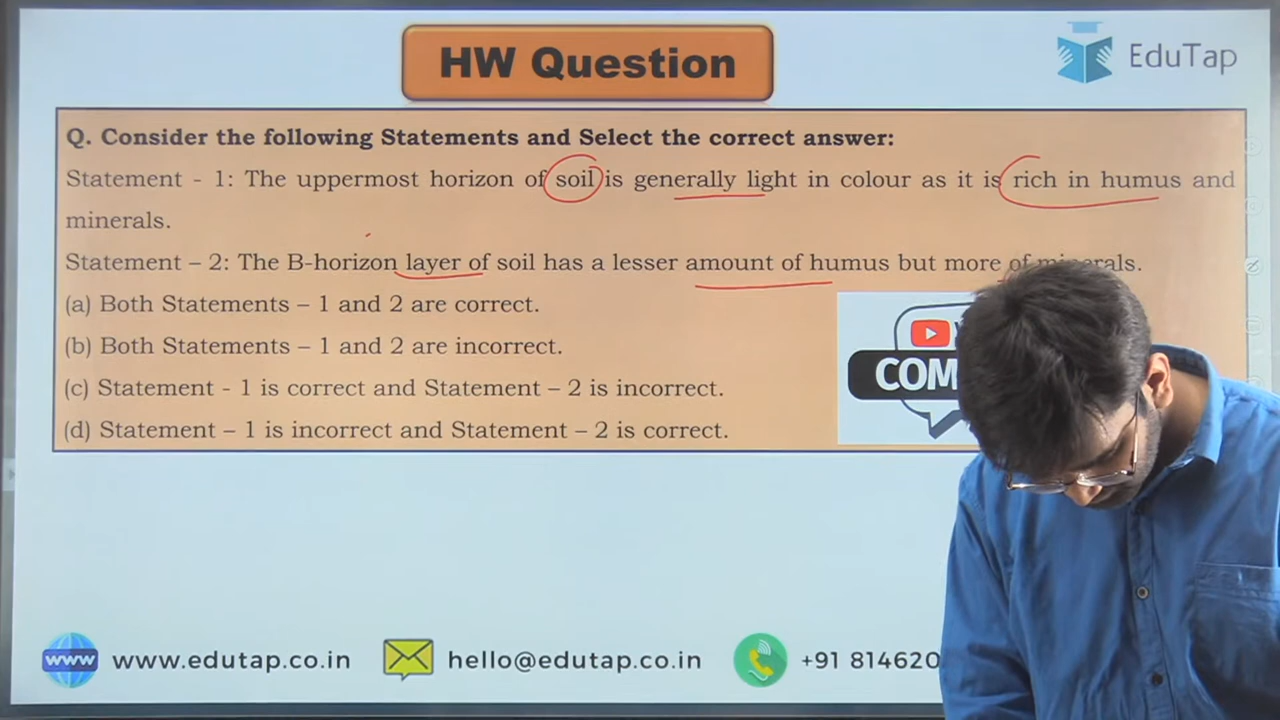 HW Question
EduTap
Q. Consider the following Statements and Select the correct answer:
Statement - 1: The uppermost horizon of soil is generally light in colour as it is rich in humus and
minerals.
Statement – 2: The B-horizon layer of soil has a lesser amount of humus but more of minerals.
(a) Both Statements – 1 and 2 are correct.
(b) Both Statements – 1 and 2 are incorrect.
(c) Statement - 1 is correct and Statement – 2 is incorrect.
(d) Statement – 1 is incorrect and Statement – 2 is correct.
COM
www
www.edutap.co.in
hello@edutap.co.in
+91 814620